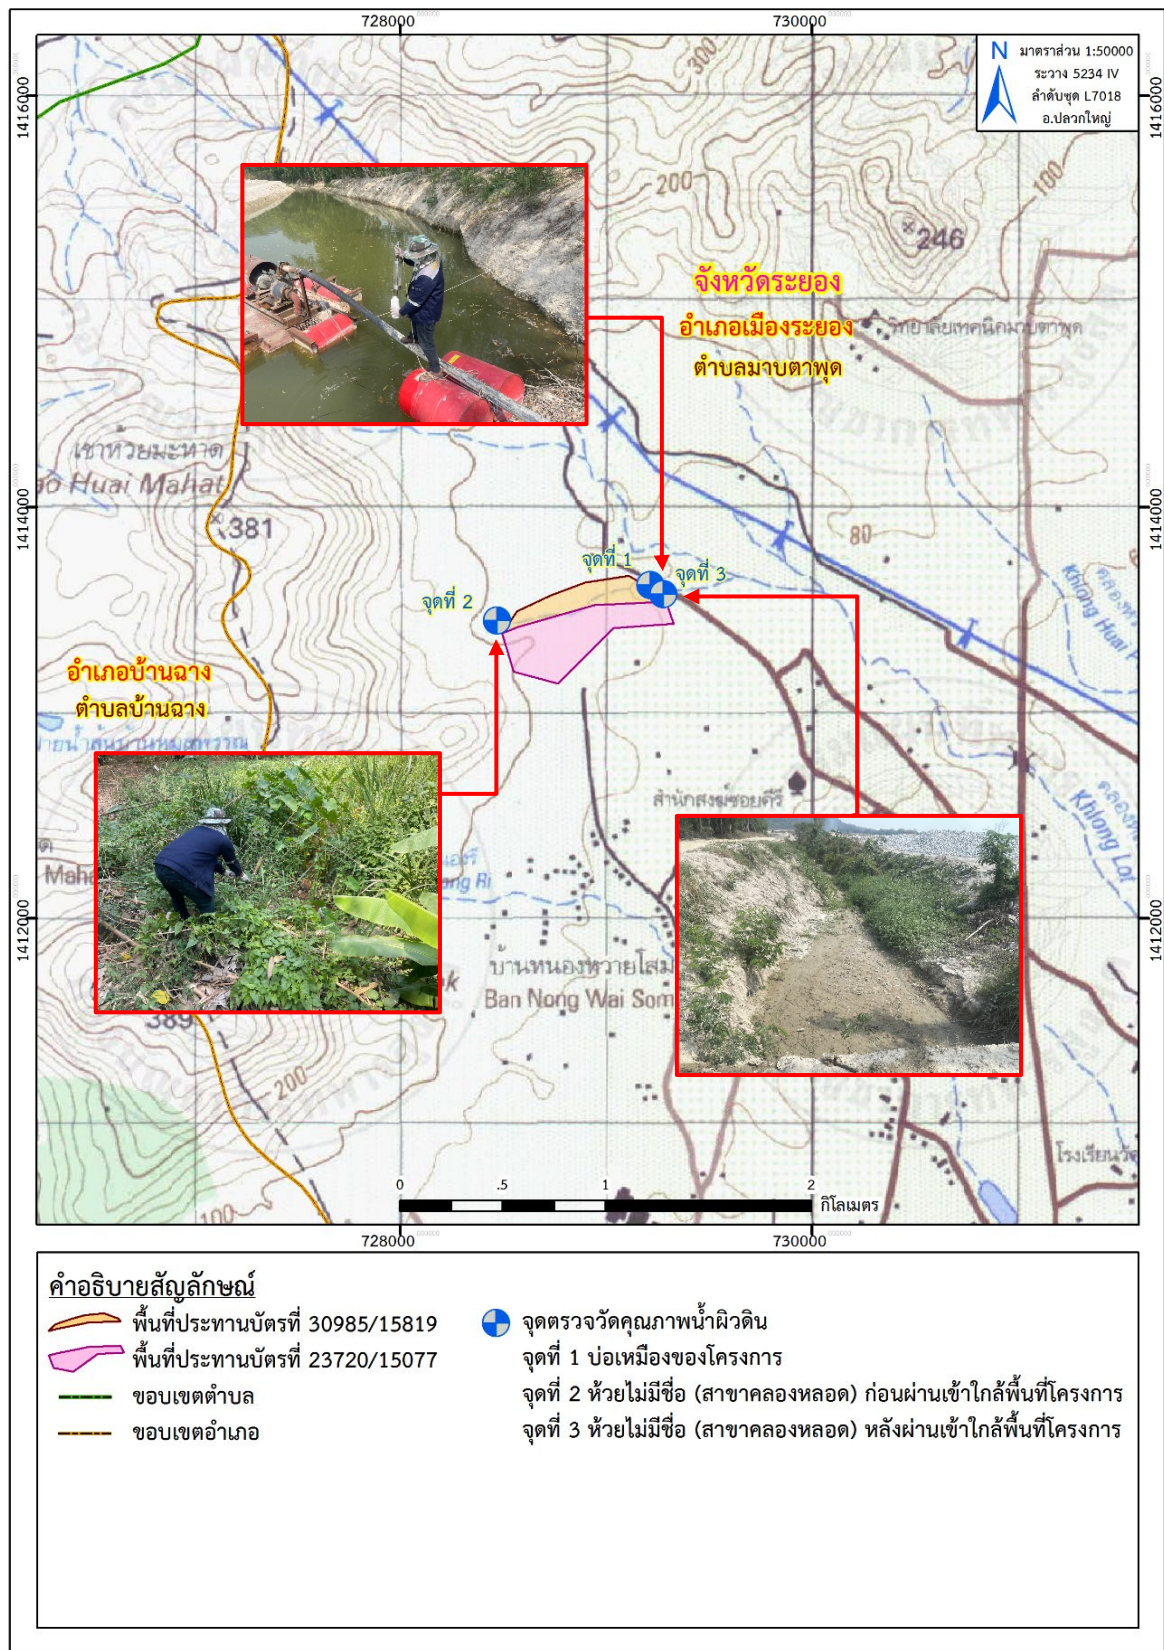 728000
730000
1416000
1416000
N
มาตราส่วน 1:50000
ระวาง 5234 IV
ลำดับชุด L7018
อ.ปลวกใหญ่
300
200
100
246
จังหวัดระยอง
อำเภอเมืองระยอง
ตำบลมาบตาพุด
วิทยาลัยเทคนิคมาบตาพุด
เขาห้วยมะหาด
ao Huai Mahat
381
1414000
1414000
80
จุดที่ 1
จุดที่ 3
จุดที่ 2
Khlong Huai P
อำเภอบ้านฉาง
ตำบลบ้านฉาง
สำนักสงฆ์ซอยคีรี
Khlong Lot
Maha
ong Ri
1412000
1412000
บ้านหนองหวายโสม
Ban Nong Wai Som
389
200
100
โรงเรียนวั
0
.5
1
2
กิโลเมตร
728000
730000
คำอธิบายสัญลักษณ์
พื้นที่ประทานบัตรที่ 30985/15819
พื้นที่ประทานบัตรที่ 23720/15077
ขอบเขตตำบล
ขอบเขตอำเภอ
จุดตรวจวัดคุณภาพน้ำผิวดิน
จุดที่ 1 บ่อเหมืองของโครงการ
จุดที่ 2 ห้วยไม่มีชื่อ (สาขาคลองหลอด) ก่อนผ่านเข้าใกล้พื้นที่โครงการ
จุดที่ 3 ห้วยไม่มีชื่อ (สาขาคลองหลอด) หลังผ่านเข้าใกล้พื้นที่โครงการ